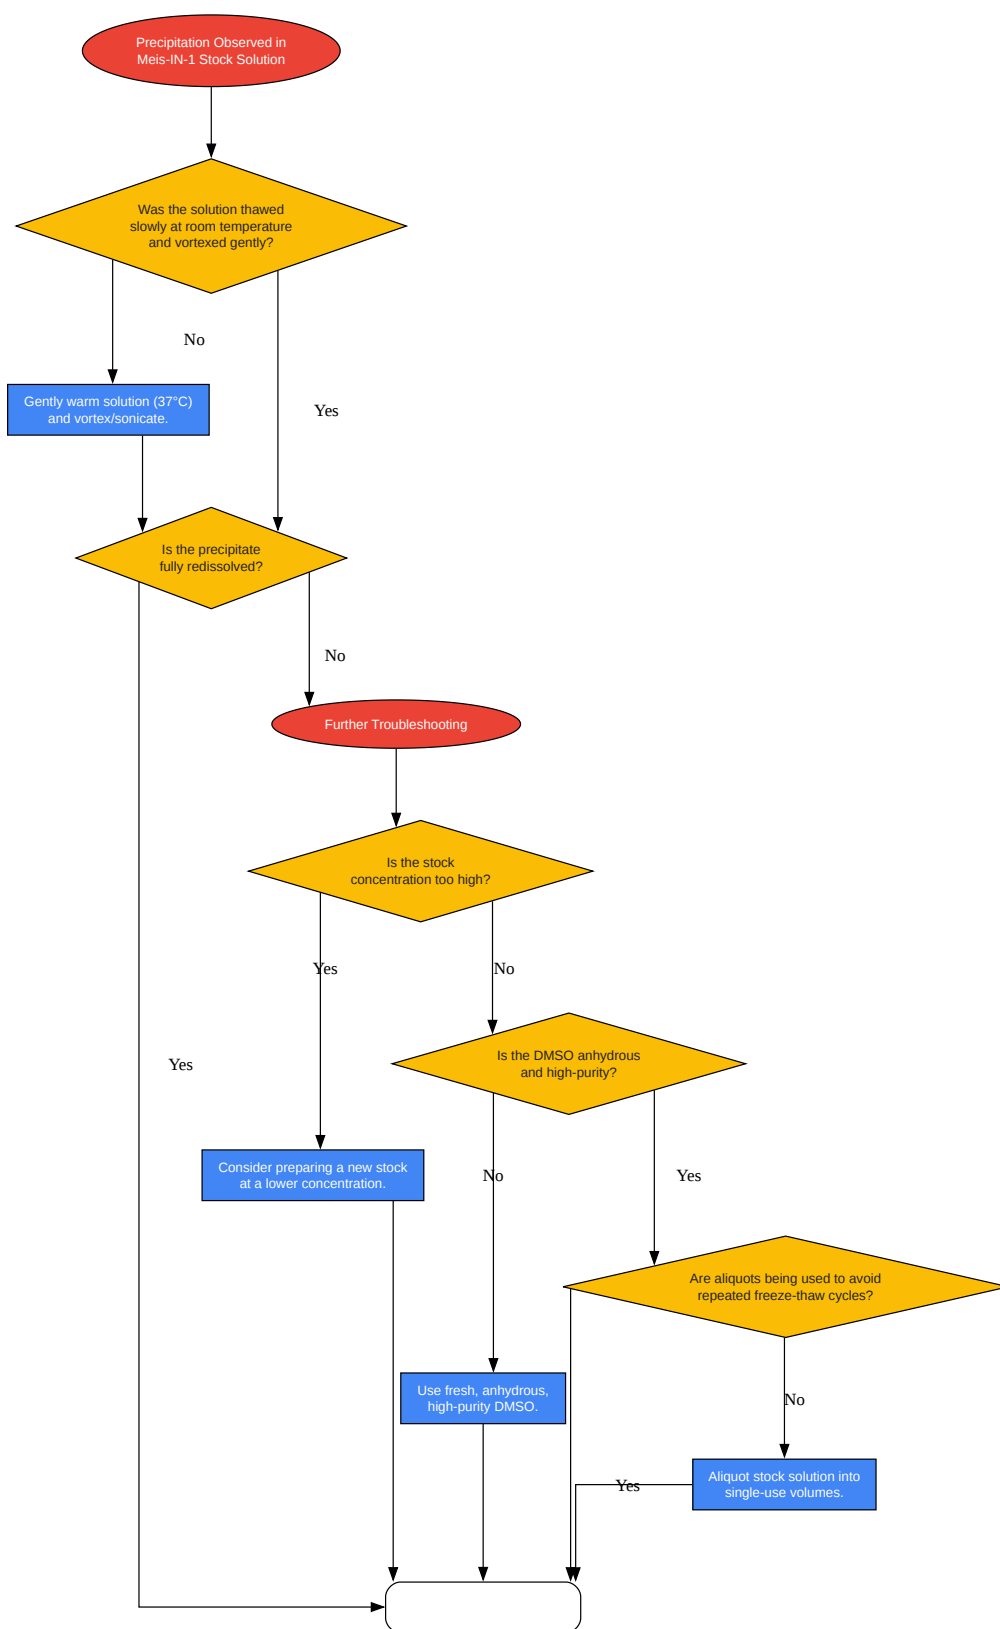 Precipitation Observed in
Meis-IN-1 Stock Solution
Was the solution thawed
slowly at room temperature
and vortexed gently?
No
Yes
Gently warm solution (37°C)
and vortex/sonicate.
Is the precipitate
fully redissolved?
No
Further Troubleshooting
Is the stock
concentration too high?
Yes
No
Is the DMSO anhydrous
and high-purity?
Yes
Consider preparing a new stock
at a lower concentration.
No
Yes
Are aliquots being used to avoid
repeated freeze-thaw cycles?
Use fresh, anhydrous,
high-purity DMSO.
No
Aliquot stock solution into
single-use volumes.
Yes